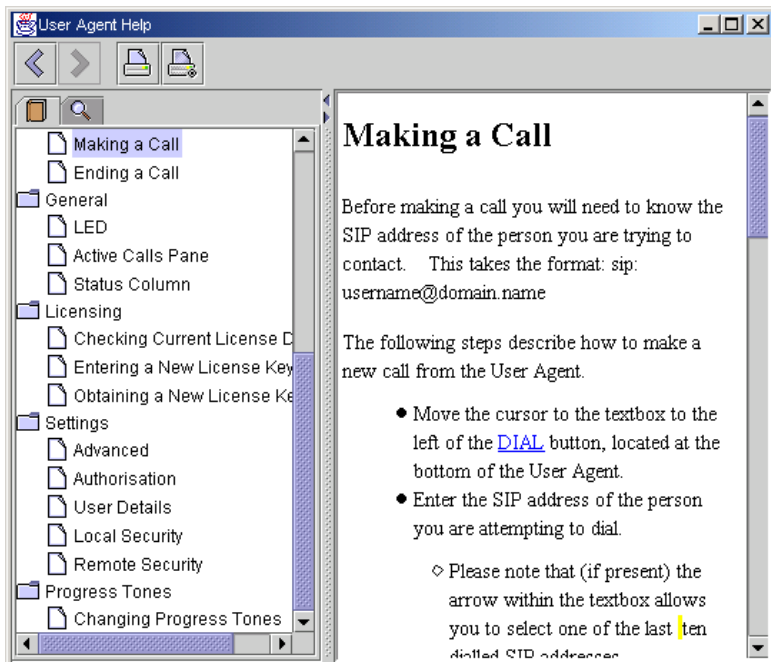 User Agent Help
Making a Call
Ending a Call
General
LED
Active Calls Pane
Status Column
Licensing
Checking Current License D
Entering a New License Key
Obtaining a New License Ke
Settings
Advanced
Authorisation
User Details
Local Security
Remote Security
Progress Tones
Changing Progress Tones
Making a Call
Before making a call you will need to know the
SIP address of the person you are trying to
contact. This takes the format: sip:
username@domain.name
The following steps describe how to make a
new call from the User Agent.
Move the cursor to the textbox to the
left of the DIAL button, located at the
bottom of the User Agent.
Enter the SIP address of the person
you are attempting to dial.
Please note that (if present) the
arrow within the textbox allows
you to select one of the last ten
dialled SIP addresses